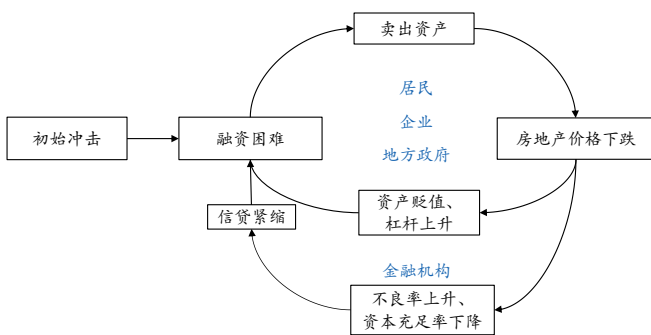 卖出资产
居民
企业
地方政府
初始冲击
融资困难
房地产价格下跌
资产贬值、
杠杆上升
信贷紧缩
金融机构
不良率上升、
资本充足率下降